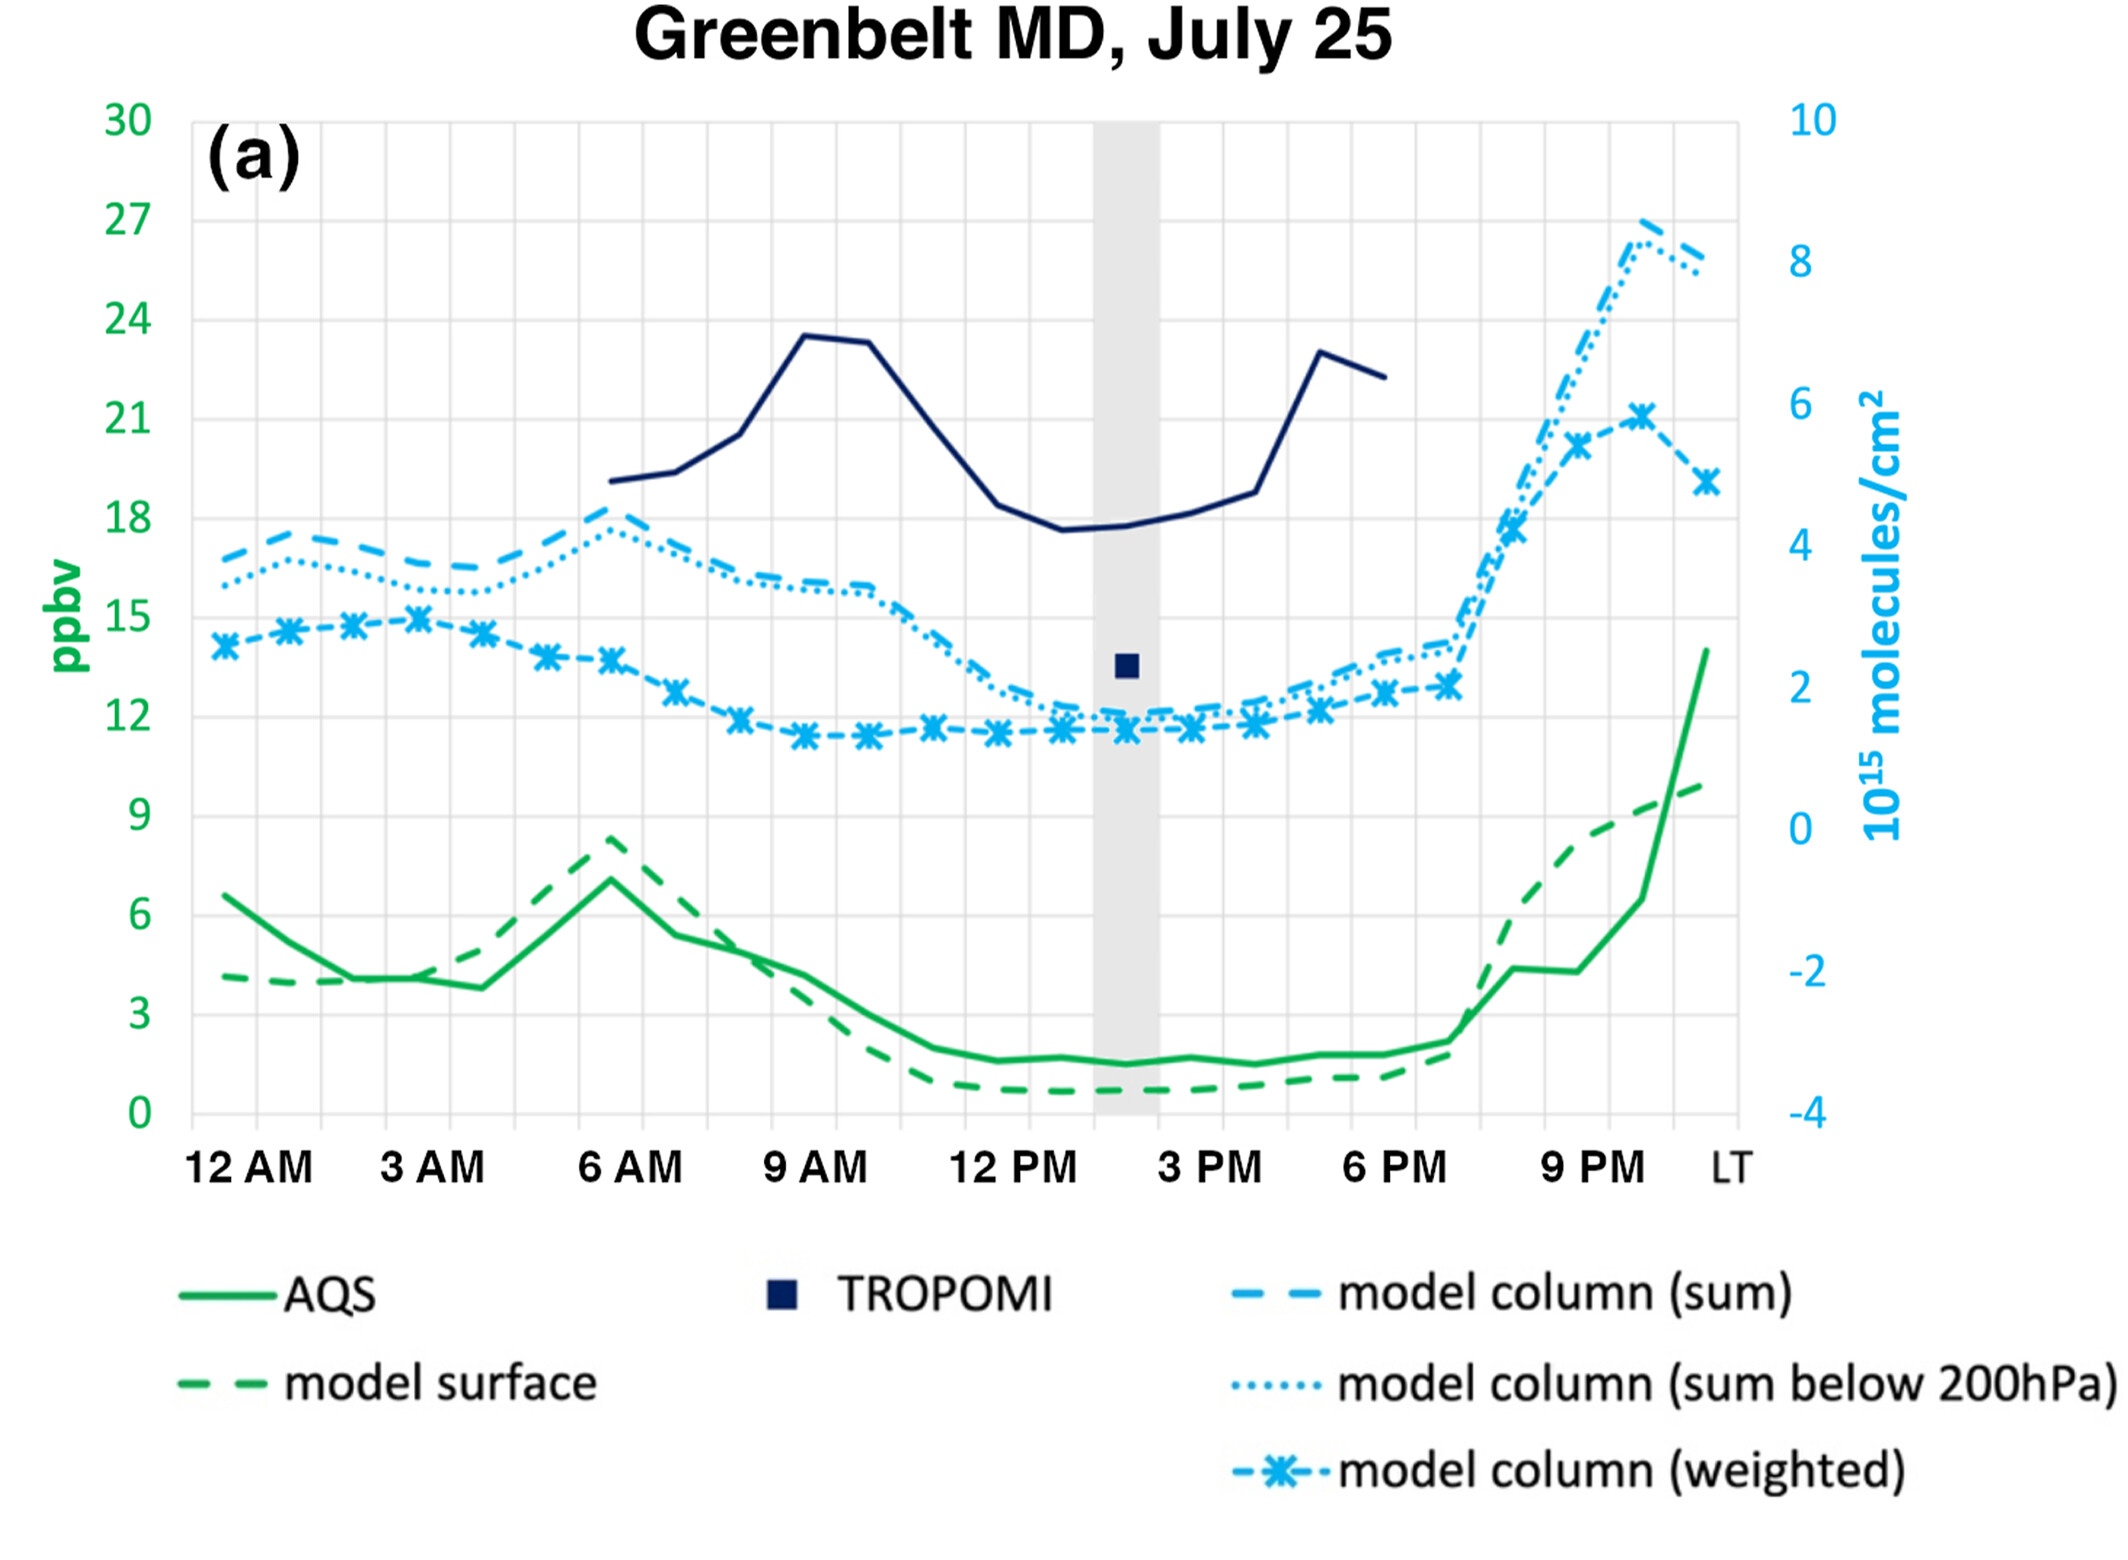 Greenbelt MD, July 25
(a)
30
27
24
21
18
15
12
9
6
3
0
ppbv
10
8
6
4
2
0
-2
-4
10¹⁵ molecules/cm²
12 AM 3 AM 6 AM 9 AM 12 PM 3 PM 6 PM 9 PM LT
AQS TROPOMI model column (sum)
model surface model column (sum below 200hPa)
model column (weighted)